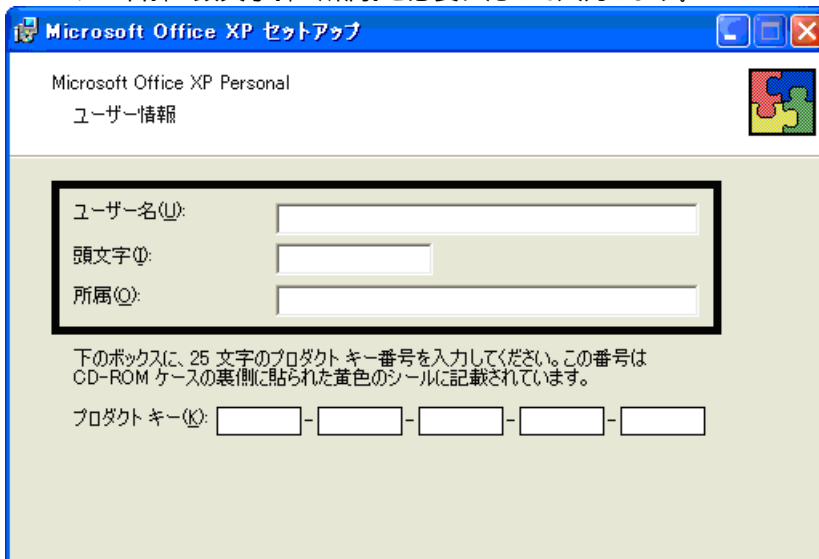 Microsoft Office XP セットアップ
Microsoft Office XP Personal
ユーザー情報
ユーザー名(U):
頭文字(I):
所属(O):
下のボックスに、25 文字のプロダクト キー番号を入力してください。この番号は
CD-ROM ケースの裏側に貼られた黄色のシールに記載されています。
プロダクト キー(K): - - - -